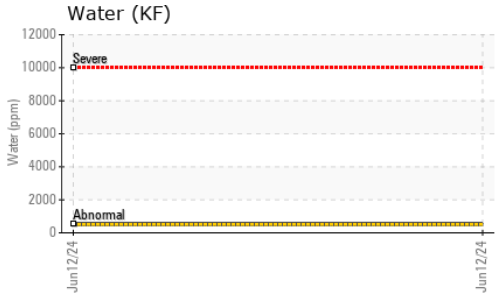 Water (KF)
12000
Severe
10000
8000
6000
4000
2000
Abnormal
0
Water (ppm)
Jun12/24
Jun12/24